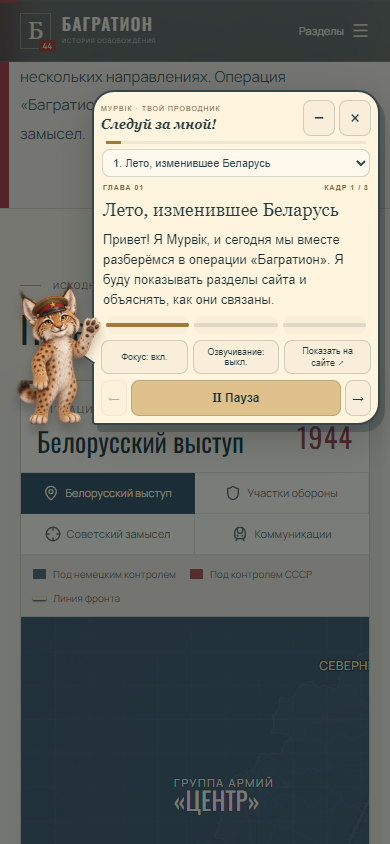 Б
44
БАГРАТИОН
ИСТОРИЯ ОСВОБОЖДЕНИЯ
Разделы
нескольких направлениях. Операция
«Багратис
замысел.
МУРВІК · ТВОЙ ПРОВОДНИК
Следуй за мной!
1. Лето, изменившее Беларусь
ГЛАВА 01
КАДР 1 / 3
Лето, изменившее Беларусь
Привет! Я Мурвік, и сегодня мы вместе
разберёмся в операции «Багратион». Я
буду показывать разделы сайта и
объяснять, как они связаны.
Фокус: вкл.
Озвучивание:
выкл.
Показать на
сайте ↗
←
II Пауза
→
Белорусский выступ
1944
Белорусский выступ
Участки обороны
Советский замысел
Коммуникации
Под немецким контролем
Под контролем СССР
Линия фронта
СЕВЕРН
ГРУППА АРМИЙ
«ЦЕНТР»